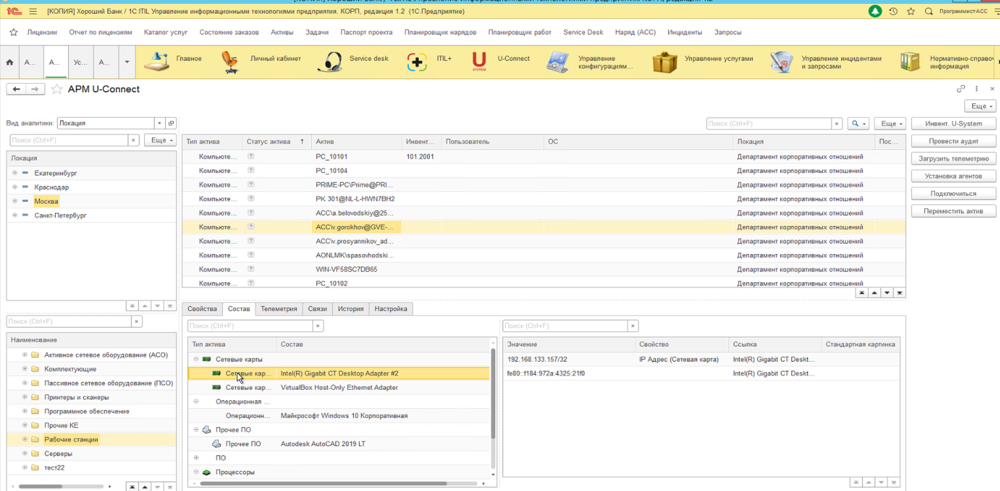 [КОПИЯ] Хороший Банк / 1С:ITIL Управление информационными технологиями предприятия. КОРП, редакция 1.2 (1С:Предприятие)
ПрограммистАСС
Лицензии Отчет по лицензиям Каталог услуг Состояние заказов Активы Задачи Паспорт проекта Планировщик нарядов Планировщик работ Service Desk Наряд (АСС) Инциденты Запросы
А... А... Ус... А... Главное Личный кабинет Service desk ITIL+ U SYSTEM U-Connect Управление конфигурациям... Управление услугами Управление инцидентами и запросами Нормативно-справоч информация
АРМ U-Connect
Еще
Вид аналитики: Локация
Поиск (Ctrl+F) × Еще
Локация
Екатеринбург
Краснодар
Москва
Санкт-Петербург
Поиск (Ctrl+F) ×
Наименование
Активное сетевое оборудование (АСО)
Комплектующие
Пассивное сетевое оборудование (ПСО)
Принтеры и сканеры
Программное обеспечение
Прочие КЕ
Рабочие станции
Серверы
тест22
Поиск (Ctrl+F) × Еще
Тип актива Статус актива ↑ Актив Инвент... Пользователь ОС Локация Пос...
Компьюте... ? PC_10101 101.2001 Департамент корпоративных отношений
Компьюте... ? PC_10104 Департамент корпоративных отношений
Компьюте... ? PRIME-PC\Prime@PRI... Департамент корпоративных отношений
Компьюте... ? PK 301@NL-L-HWN7BH2 Департамент корпоративных отношений
Компьюте... ? ACC\a.belovodskiy@25... Департамент корпоративных отношений
Компьюте... ? ACC\v.gorokhov@GVE-... Департамент корпоративных отношений
Компьюте... ? ACC\v.prosyannikov_ad... Департамент корпоративных отношений
Компьюте... ? AONLMK\spasovhodski... Департамент корпоративных отношений
Компьюте... ? WIN-VF58SC7DB65 Департамент корпоративных отношений
Компьюте... ? PC_10102 Департамент корпоративных отношений
Инвент. U-System
Провести аудит
Загрузить телеметрию
Установка агентов
Подключиться
Переместить актив
Свойства Состав Телеметрия Связи История Настройка
Поиск (Ctrl+F) ×
Тип актива Состав
Сетевые карты
Сетевые кар... Intel(R) Gigabit CT Desktop Adapter #2
Сетевые кар... VirtualBox Host-Only Ethernet Adapter
Операционная ...
Операционн... Майкрософт Windows 10 Корпоративная
Прочее ПО
Прочее ПО Autodesk AutoCAD 2019 LT
ПО
Процессоры
Поиск (Ctrl+F) ×
Значение Свойство Ссылка Стандартная картинка
192.168.133.157/32 IP Адрес (Сетевая карта) Intel(R) Gigabit CT Deskt...
fe80::f184:972a:4325:21f0 Intel(R) Gigabit CT Deskt...